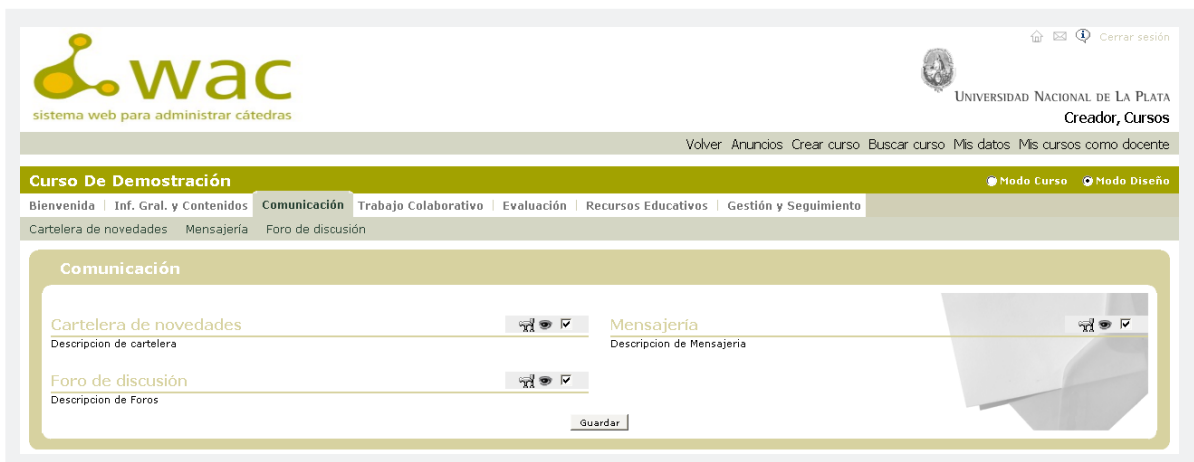 Cerrar sesión
wac
sistema web para administrar cátedras
UNIVERSIDAD NACIONAL DE LA PLATA
Creador, Cursos
Volver Anuncios Crear curso Buscar curso Mis datos Mis cursos como docente
Curso De Demostración Modo Curso Modo Diseño
Bienvenida Inf. Gral. y Contenidos Comunicación Trabajo Colaborativo Evaluación Recursos Educativos Gestión y Seguimiento
Cartelera de novedades Mensajería Foro de discusión
Comunicación
Cartelera de novedades
Descripcion de cartelera
Mensajería
Descripcion de Mensajeria
Foro de discusión
Descripcion de Foros
Guardar